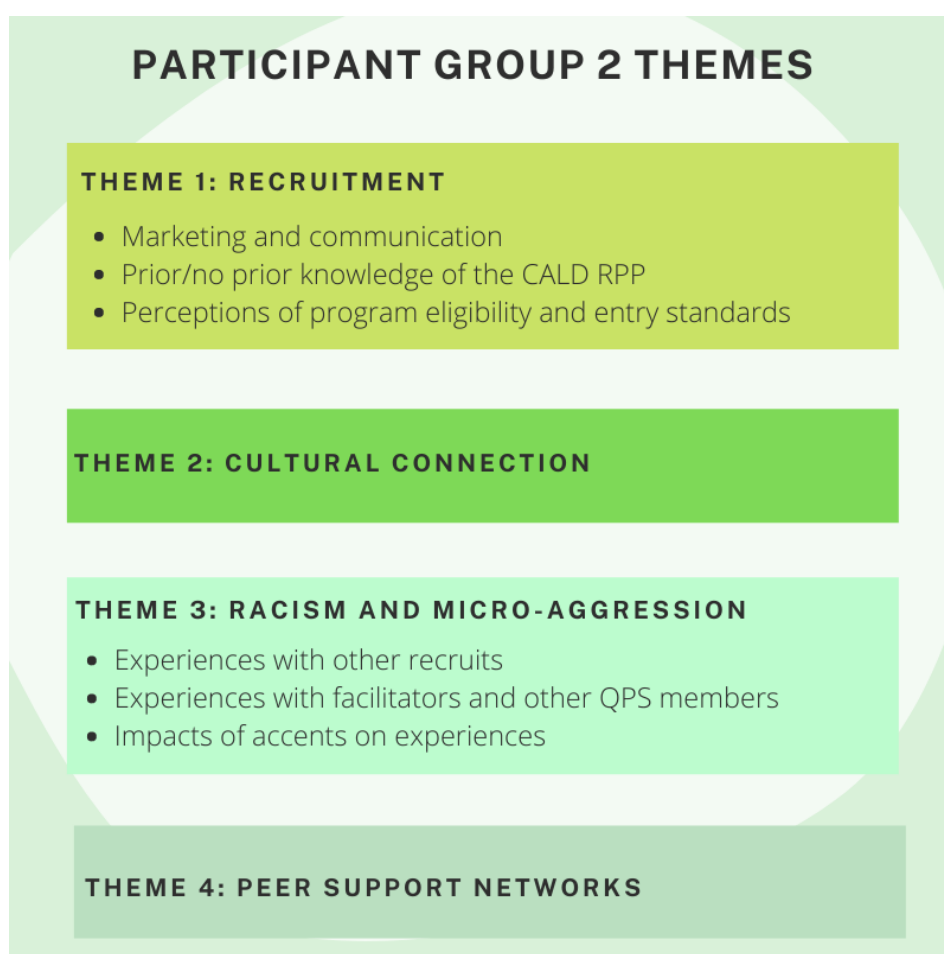 PARTICIPANT GROUP 2 THEMES
THEME 1: RECRUITMENT
• Marketing and communication
• Prior/no prior knowledge of the CALD RPP
• Perceptions of program eligibility and entry standards
THEME 2: CULTURAL CONNECTION
THEME 3: RACISM AND MICRO-AGGRESSION
• Experiences with other recruits
• Experiences with facilitators and other QPS members
• Impacts of accents on experiences
THEME 4: PEER SUPPORT NETWORKS